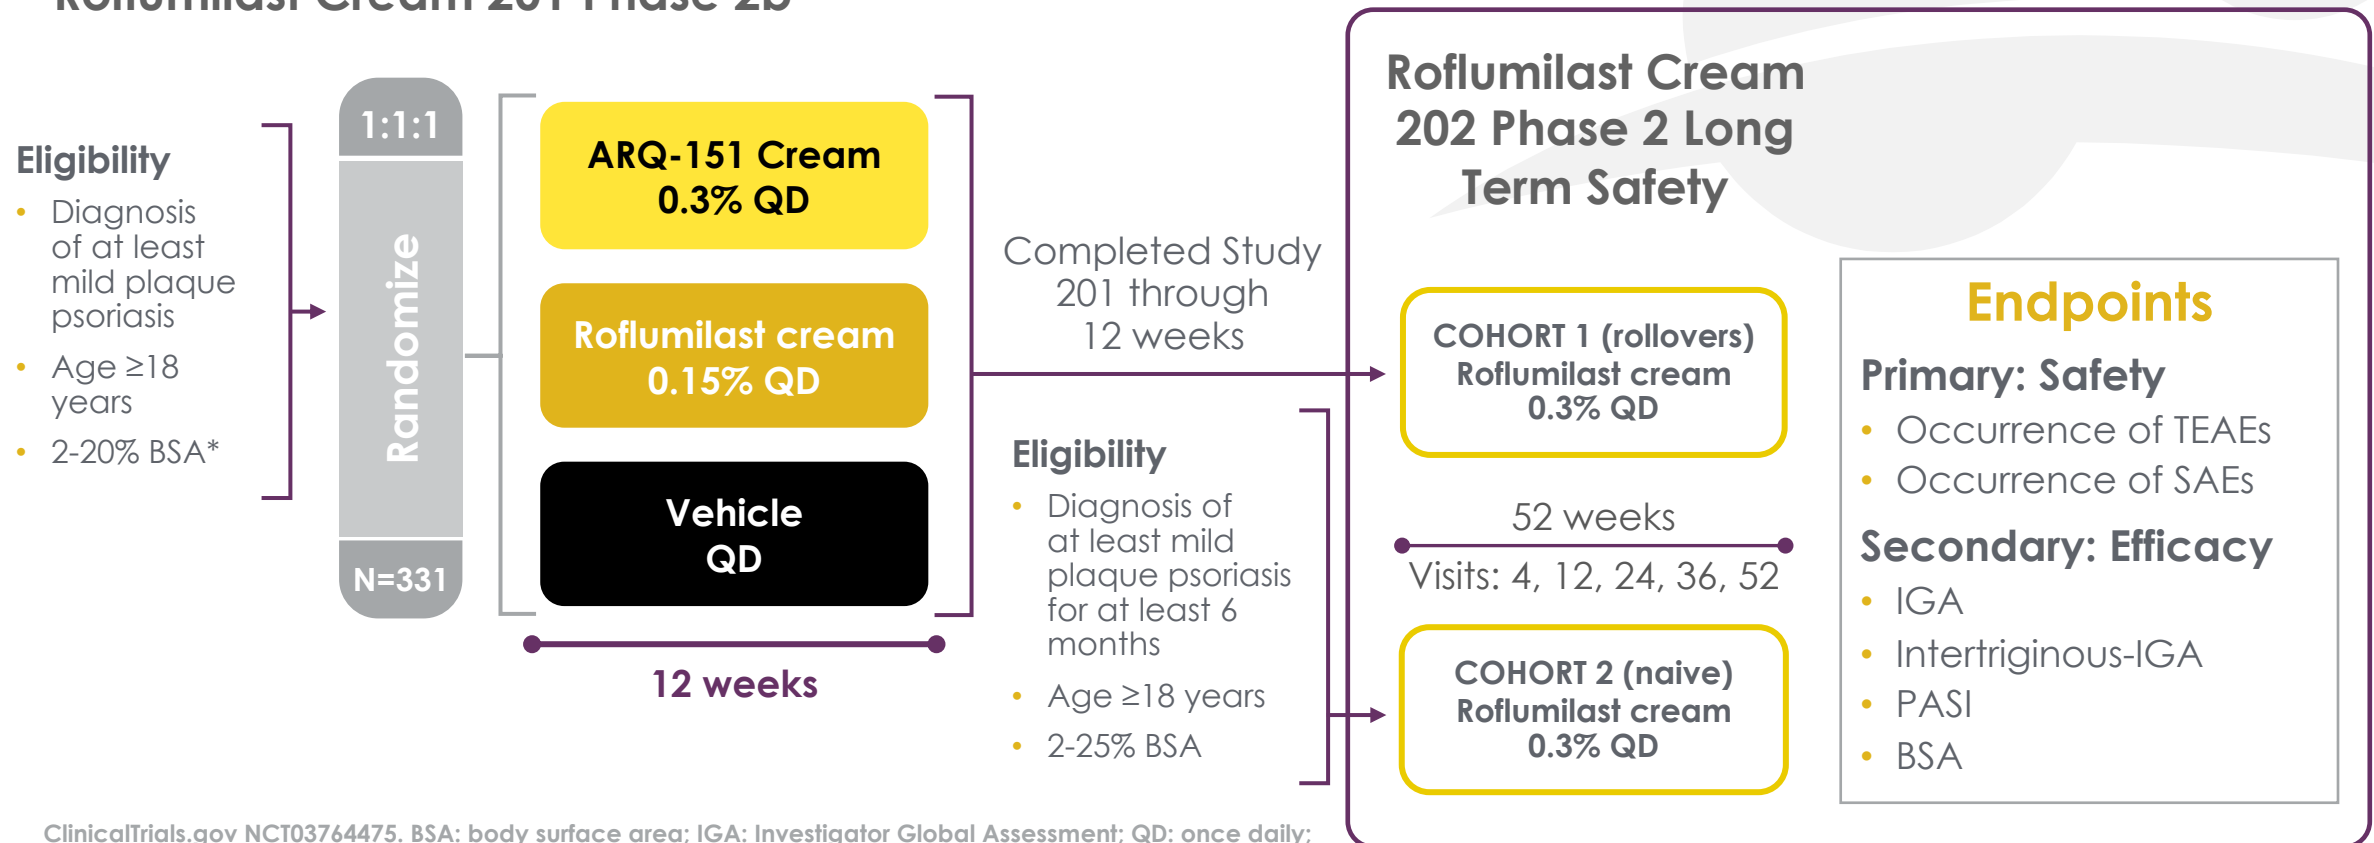 Roflumilast Cream 201 Phase 2b
Eligibility
• Diagnosis
of at least
mild plaque
psoriasis
• Age ≥18
years
• 2-20% BSA*
1:1:1
Randomize
N=331
ARQ-151 Cream
0.3% QD
Roflumilast cream
0.15% QD
Vehicle
QD
12 weeks
Completed Study
201 through
12 weeks
Eligibility
• Diagnosis of
at least mild
plaque psoriasis
for at least 6
months
• Age ≥18 years
• 2-25% BSA
Roflumilast Cream
202 Phase 2 Long
Term Safety
COHORT 1 (rollovers)
Roflumilast cream
0.3% QD
52 weeks
Visits: 4, 12, 24, 36, 52
COHORT 2 (naive)
Roflumilast cream
0.3% QD
Endpoints
Primary: Safety
• Occurrence of TEAEs
• Occurrence of SAEs
Secondary: Efficacy
• IGA
• Intertriginous-IGA
• PASI
• BSA
ClinicalTrials.gov NCT03764475. BSA: body surface area; IGA: Investigator Global Assessment; QD: once daily;